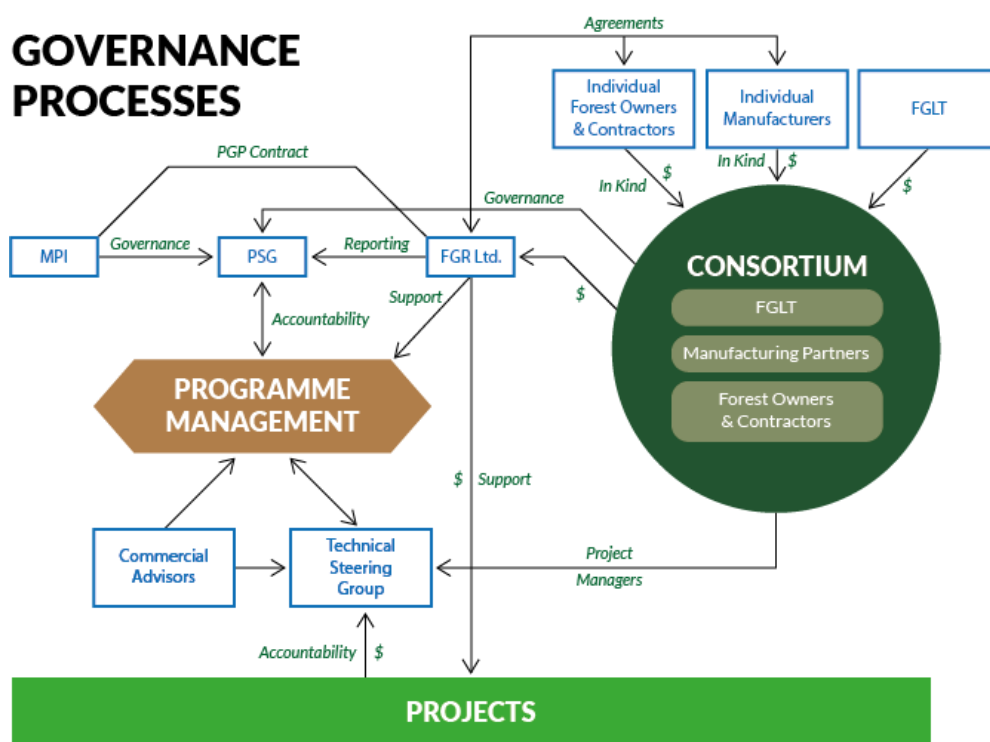 GOVERNANCE
PROCESSES
Agreements
Individual
Forest Owners
& Contractors
Individual
Manufacturers
FGLT
PGP Contract
In Kind
$
In Kind
$
$
Governance
MPI
Governance
PSG
Reporting
FGR Ltd.
$
Support
Accountability
CONSORTIUM
FGLT
Manufacturing Partners
Forest Owners
& Contractors
PROGRAMME
MANAGEMENT
$ Support
Commercial
Advisors
Technical
Steering
Group
Project
Managers
Accountability $
PROJECTS